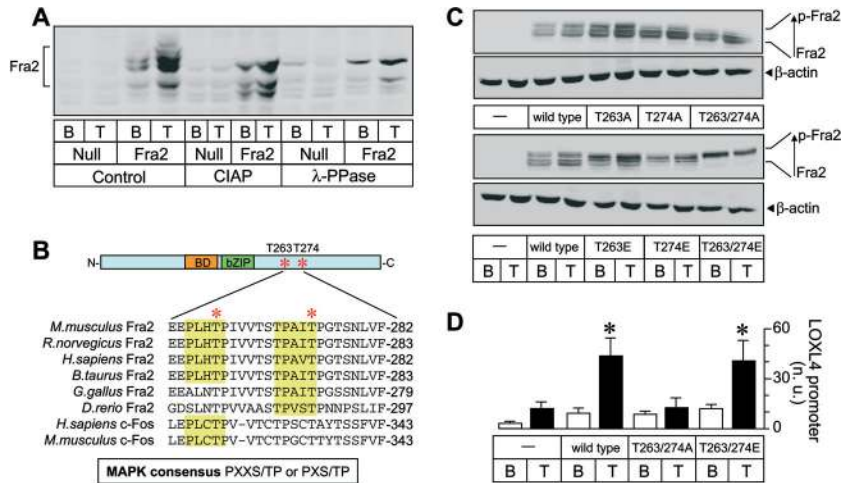 A
Fra2
B T B T B T B T B T B T
Null Fra2 Null Fra2 Null Fra2
Control CIAP λ-PPase
B
T263 T274
* *
N- BD bZIP -C
* *
M.musculus Fra2 EEPLHTPIVVTSTPAITPGTSNLVF-282
R.norvegicus Fra2 EEPLHTPIVVTSTPAITPGTSNLVF-283
H.sapiens Fra2 EEPLHTPIVVTSTPAVTPGTSNLVF-282
B.taurus Fra2 EEPLHTPIVVTSTPAITPGTSNLVF-283
G.gallus Fra2 EEALNTPIVVTSTPAITPGTSNLVF-279
D.rerio Fra2 GDSLNTPVVAASTPVSTPNNPSLIF-297
H.sapiens c-Fos LEPLCTPV-VTCTPSCTAYTSSFVF-343
M.musculus c-Fos EEPLCTPV-VTCTPGCTTYTSSFVF-343
MAPK consensus PXXS/TP or PXS/TP
C
p-Fra2
Fra2
β-actin
— wild type T263A T274A T263/274A
p-Fra2
Fra2
β-actin
— wild type T263E T274E T263/274E
B T B T B T B T B T
D
* *
60
40
20
0
LOXL4 promoter
(n. u.)
— wild type T263/274A T263/274E
B T B T B T B T